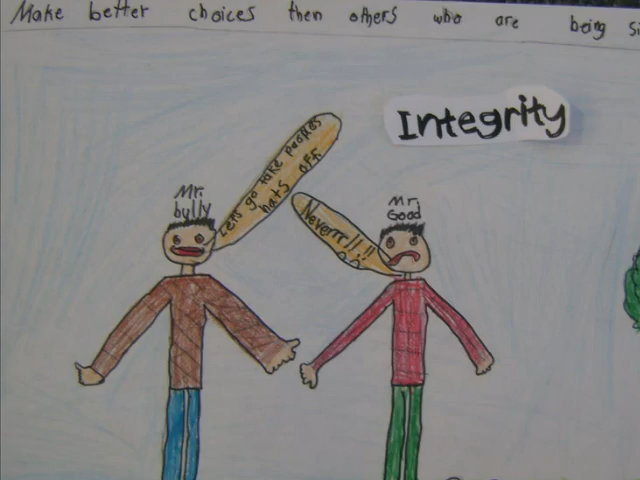 Make better choices then others who are being
Integrity
Mr.
bully
Lets go take peoples
hats off.
Mr.
Good
Neverrr!!!!